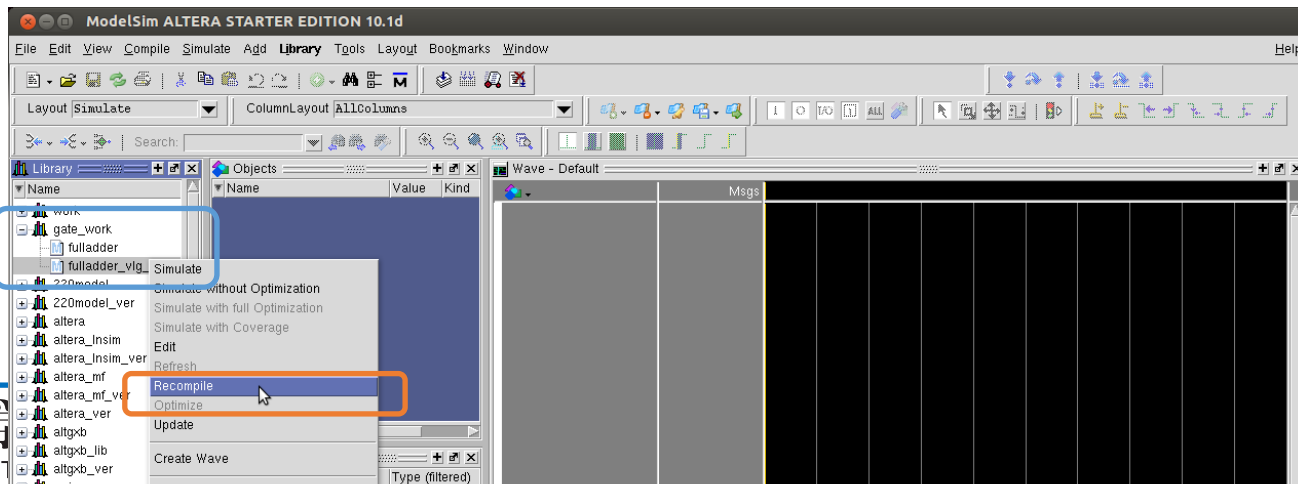 ModelSim ALTERA STARTER EDITION 10.1d
File Edit View Compile Simulate Add Library Tools Layout Bookmarks Window Help
Layout Simulate ColumnLayout AllColumns
Search:
Library Objects Wave - Default
Name Name Value Kind Msgs
work
gate_work
fulladder
fulladder_vlg_
220model
220model_ver
altera
altera_lnsim
altera_lnsim_ver
altera_mf
altera_mf_ver
altera_ver
altgxb
altgxb_lib
altgxb_ver
Simulate
Simulate without Optimization
Simulate with full Optimization
Simulate with Coverage
Edit
Refresh
Recompile
Optimize
Update
Create Wave
Type (filtered)